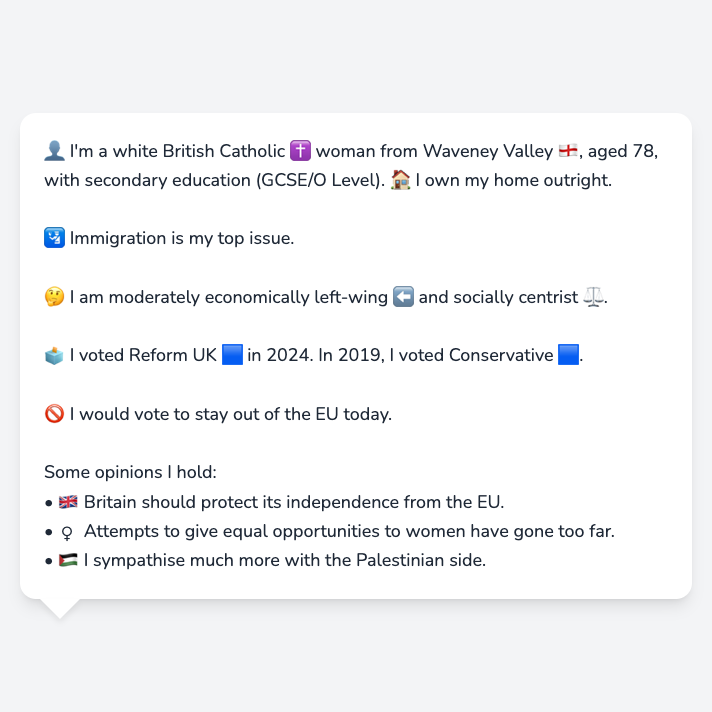 👤 I'm a white British Catholic ✝️ woman from Waveney Valley 🏴󠁧󠁢󠁥󠁮󠁧󠁿, aged 78,
with secondary education (GCSE/O Level). 🏠 I own my home outright.
🛂 Immigration is my top issue.
🤔 I am moderately economically left-wing ⬅️ and socially centrist ⚖️.
🗳️ I voted Reform UK 🟦 in 2024. In 2019, I voted Conservative 🟦.
🚫 I would vote to stay out of the EU today.
Some opinions I hold:
• 🇬🇧 Britain should protect its independence from the EU.
• ♀ Attempts to give equal opportunities to women have gone too far.
• 🇵🇸 I sympathise much more with the Palestinian side.